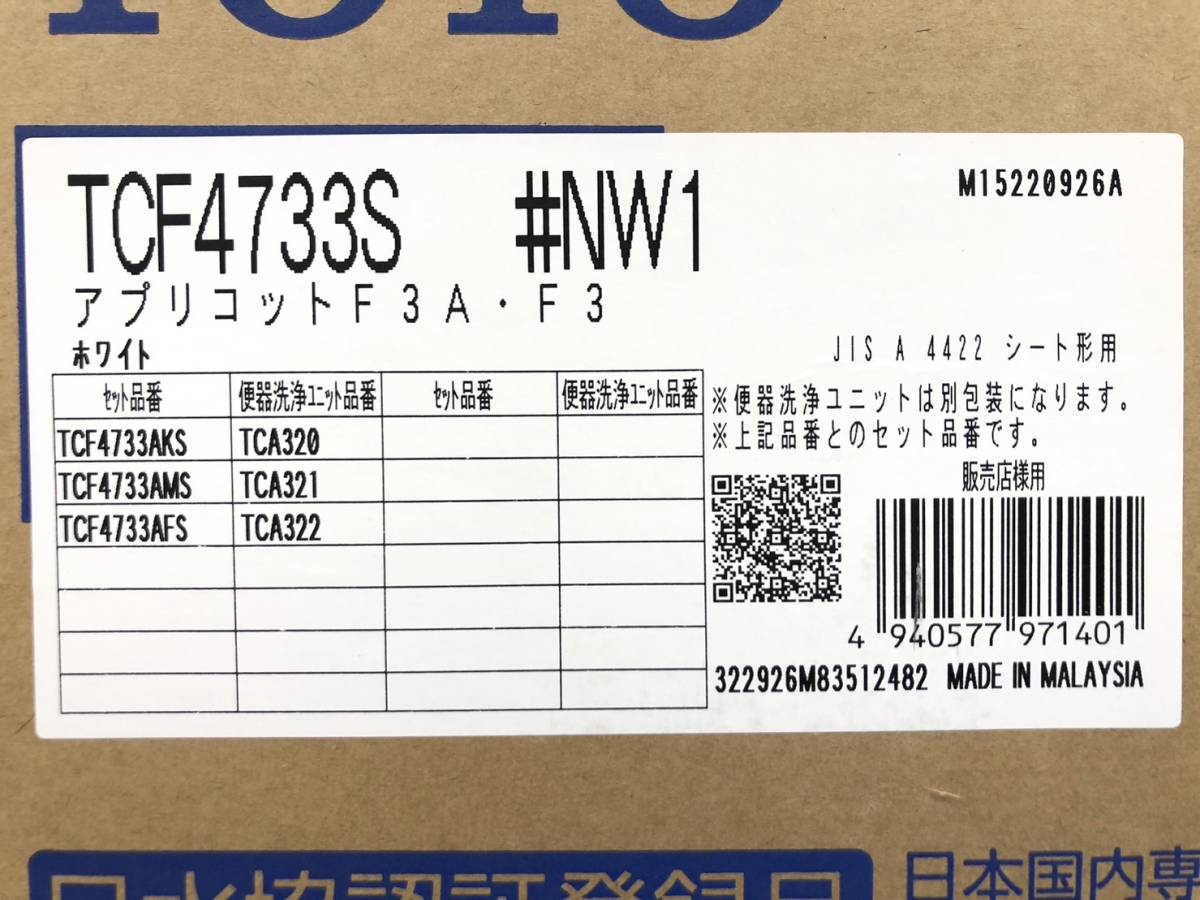 TOTO
TCF4733S #NW1
M15220926A
アプリコットF3A・F3
ホワイト
JIS A 4422 シート形用
セット品番 便器洗浄ユニット品番 セット品番 便器洗浄ユニット品番
TCF4733AKS TCA320
TCF4733AMS TCA321
TCF4733AFS TCA322
※便器洗浄ユニットは別包装になります。
※上記品番とのセット品番です。
販売店様用
4 940577 971401
322926M83512482 MADE IN MALAYSIA
日本国内専